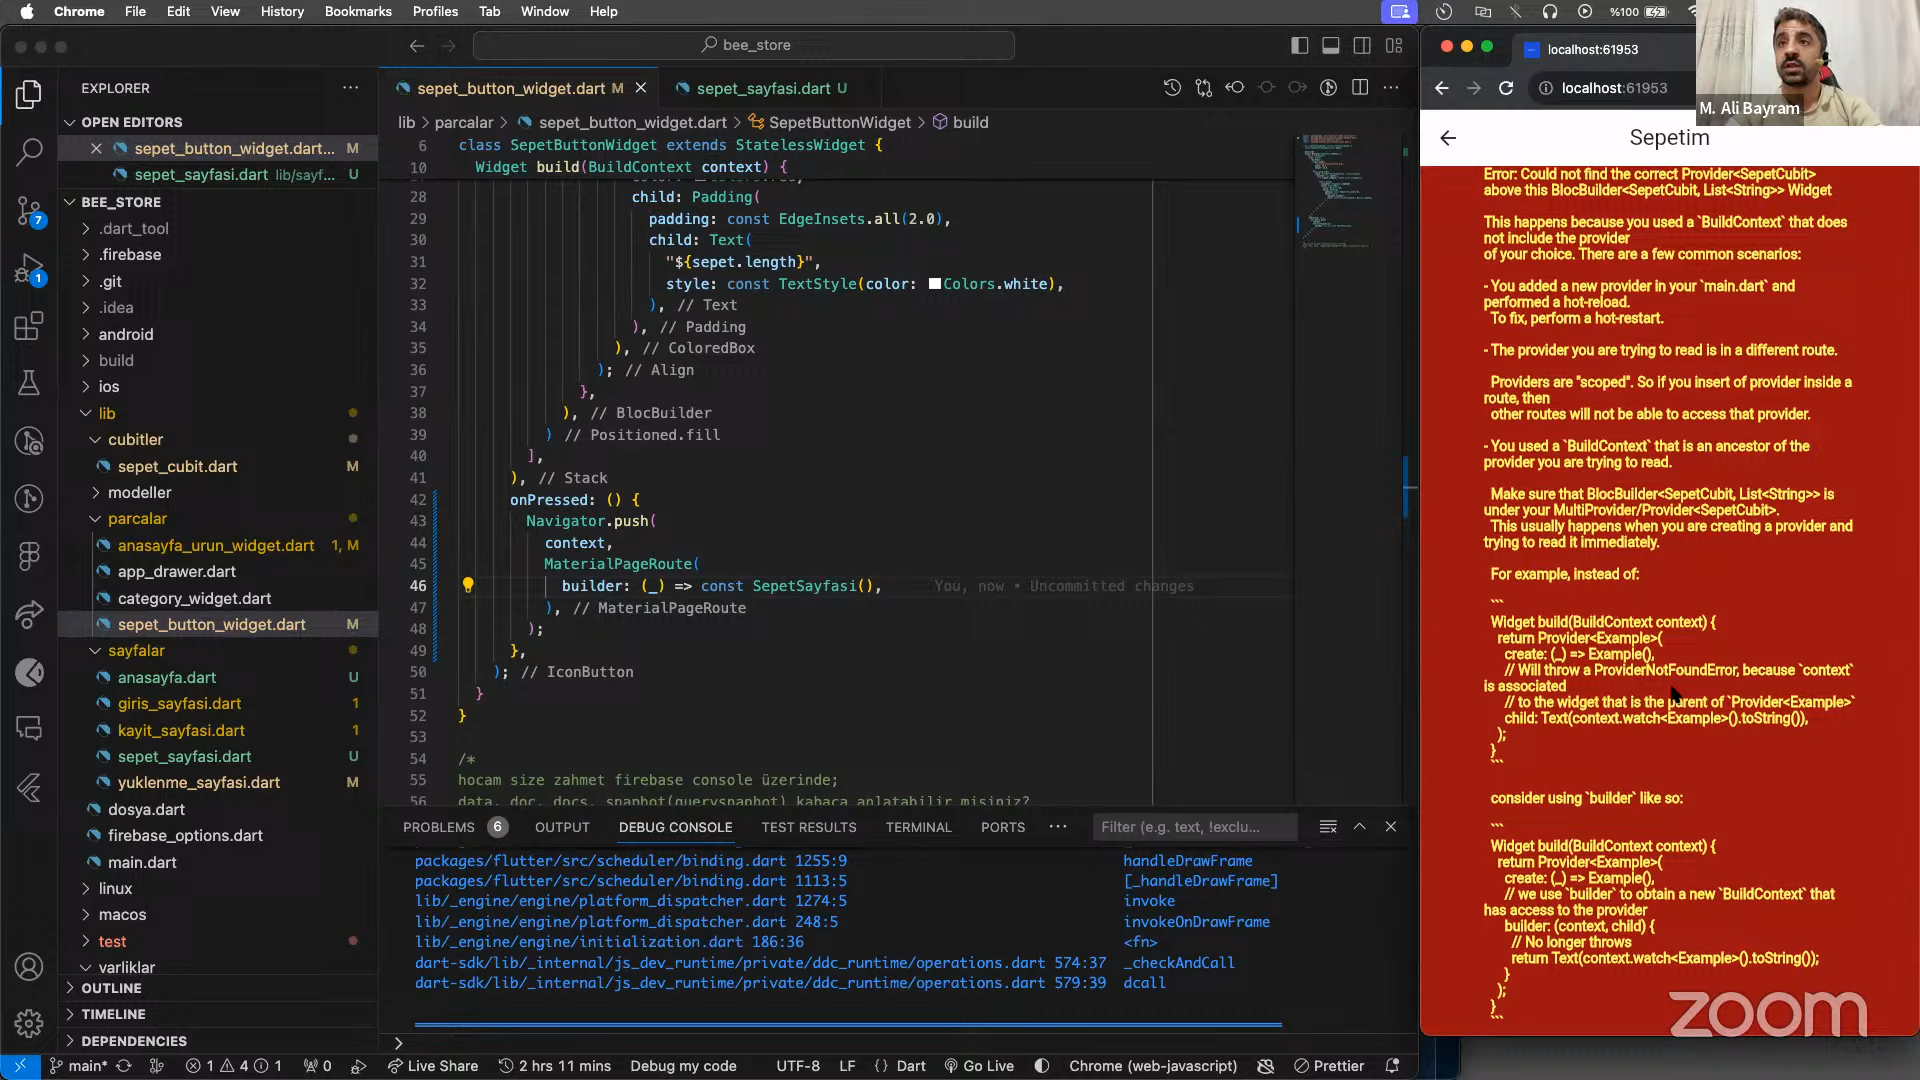 Chrome File Edit View History Bookmarks Profiles Tab Window Help
%100
bee_store
EXPLORER
OPEN EDITORS
sepet_button_widget.dart... M
sepet_sayfasi.dart lib/sayf... U
BEE_STORE
.dart_tool
.firebase
.git
.idea
android
build
ios
lib
cubitler
sepet_cubit.dart M
modeller
parcalar
anasayfa_urun_widget.dart 1, M
app_drawer.dart
category_widget.dart
sepet_button_widget.dart M
sayfalar
anasayfa.dart U
giris_sayfasi.dart 1
kayit_sayfasi.dart 1
sepet_sayfasi.dart U
yuklenme_sayfasi.dart M
dosya.dart
firebase_options.dart
main.dart
linux
macos
test
varliklar
OUTLINE
TIMELINE
DEPENDENCIES
7
1
sepet_button_widget.dart M
sepet_sayfasi.dart U
lib > parcalar > sepet_button_widget.dart > SepetButtonWidget > build
6 class SepetButtonWidget extends StatelessWidget {
10 Widget build(BuildContext context) {
28 child: Padding(
29 padding: const EdgeInsets.all(2.0),
30 child: Text(
31 "${sepet.length}",
32 style: const TextStyle(color: Colors.white),
33 ), // Text
34 ), // Padding
35 ), // ColoredBox
36 ); // Align
37 },
38 ), // BlocBuilder
39 ) // Positioned.fill
40 ],
41 ), // Stack
42 onPressed: () {
43 Navigator.push(
44 context,
45 MaterialPageRoute(
46 builder: (_) => const SepetSayfasi(), You, now • Uncommitted changes
47 ), // MaterialPageRoute
48 );
49 },
50 ); // IconButton
51 }
52 }
53
54 /*
55 hocam size zahmet firebase console üzerinde;
56 data, doc, docs, snaphot(querysnaphot) kabaca anlatabilir misiniz?
PROBLEMS 6 OUTPUT DEBUG CONSOLE TEST RESULTS TERMINAL PORTS ··· Filter (e.g. text, !exclu...
packages/flutter/src/scheduler/binding.dart 1255:9 handleDrawFrame
packages/flutter/src/scheduler/binding.dart 1113:5 [_handleDrawFrame]
lib/_engine/engine/platform_dispatcher.dart 1274:5 invoke
lib/_engine/engine/platform_dispatcher.dart 248:5 invokeOnDrawFrame
lib/_engine/engine/initialization.dart 186:36 <fn>
dart-sdk/lib/_internal/js_dev_runtime/private/ddc_runtime/operations.dart 574:37 _checkAndCall
dart-sdk/lib/_internal/js_dev_runtime/private/ddc_runtime/operations.dart 579:39 dcall
main* 1 4 1 0 Live Share 2 hrs 11 mins Debug my code UTF-8 LF {} Dart Go Live Chrome (web-javascript) Prettier
localhost:61953
localhost:61953
M. Ali Bayram
Sepetim
Error: Could not find the correct Provider<SepetCubit>
above this BlocBuilder<SepetCubit, List<String>> Widget
This happens because you used a `BuildContext` that does
not include the provider
of your choice. There are a few common scenarios:
- You added a new provider in your `main.dart` and
performed a hot-reload.
To fix, perform a hot-restart.
- The provider you are trying to read is in a different route.
Providers are "scoped". So if you insert of provider inside a
route, then
other routes will not be able to access that provider.
- You used a `BuildContext` that is an ancestor of the
provider you are trying to read.
Make sure that BlocBuilder<SepetCubit, List<String>> is
under your MultiProvider/Provider<SepetCubit>.
This usually happens when you are creating a provider and
trying to read it immediately.
For example, instead of:
```
Widget build(BuildContext context) {
return Provider<Example>(
create: (_) => Example(),
// Will throw a ProviderNotFoundError, because `context`
is associated
// to the widget that is the parent of `Provider<Example>`
child: Text(context.watch<Example>().toString()),
);
}
```
consider using `builder` like so:
```
Widget build(BuildContext context) {
return Provider<Example>(
create: (_) => Example(),
// we use `builder` to obtain a new `BuildContext` that
has access to the provider
builder: (context, child) {
// No longer throws
return Text(context.watch<Example>().toString());
}
);
}
```
zoom